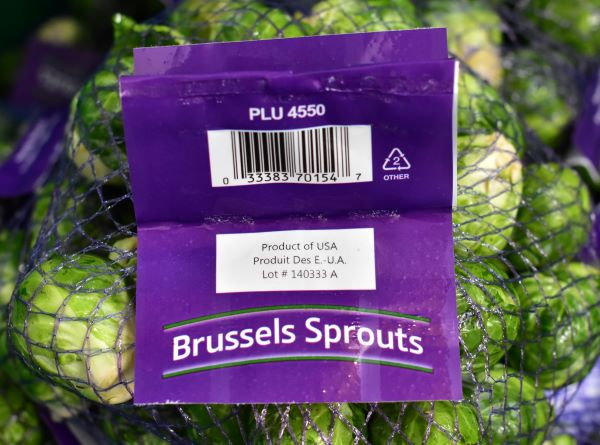 PLU 4550
0 33383 70154 7
2
OTHER
Product of USA
Produit Des E.-U.A.
Lot # 140333 A
Brussels Sprouts